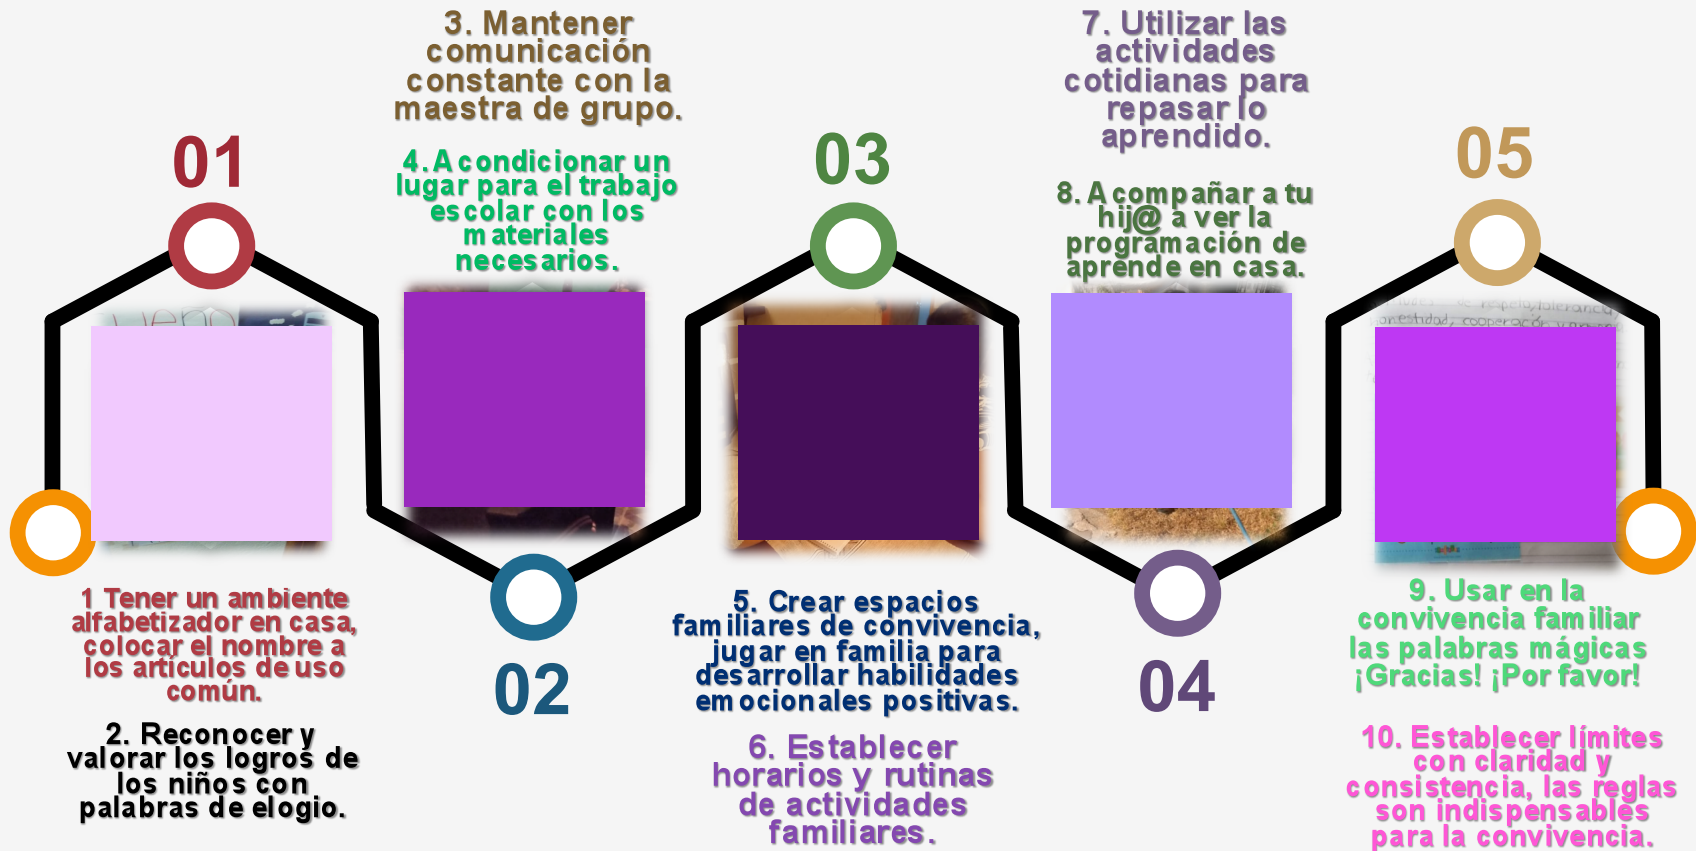 01
1 Tener un ambiente
alfabetizador en casa,
colocar el nombre a
los artículos de uso
común.
2. Reconocer y
valorar los logros de
los niños con
palabras de elogio.
3. Mantener
comunicación
constante con la
maestra de grupo.
4. Acondicionar un
lugar para el trabajo
escolar con los
materiales
necesarios.
02
03
5. Crear espacios
familiares de convivencia,
jugar en familia para
desarrollar habilidades
emocionales positivas.
6. Establecer
horarios y rutinas
de actividades
familiares.
7. Utilizar las
actividades
cotidianas para
repasar lo
aprendido.
8. Acompañar a tu
hij@ a ver la
programación de
aprende en casa.
04
05
respeto, tolerancia,
honestidad, cooperación y
9. Usar en la
convivencia familiar
las palabras mágicas
¡Gracias! ¡Por favor!
10. Establecer límites
con claridad y
consistencia, las reglas
son indispensables
para la convivencia.